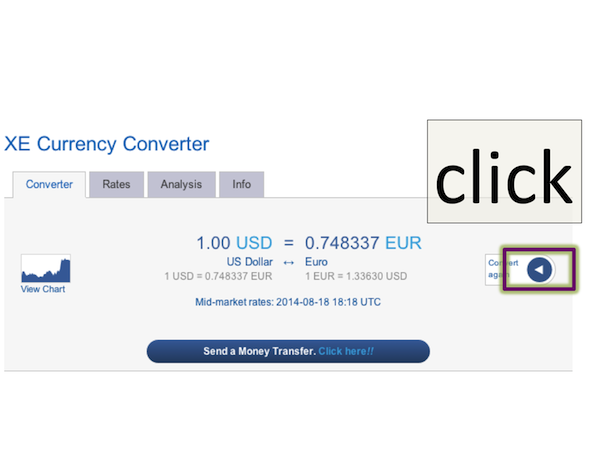 XE Currency Converter
click
Converter
Rates
Analysis
Info
1.00 USD = 0.748337 EUR
US Dollar ↔ Euro
1 USD = 0.748337 EUR
1 EUR = 1.33630 USD
View Chart
Convert
again
Mid-market rates: 2014-08-18 18:18 UTC
Send a Money Transfer. Click here!!